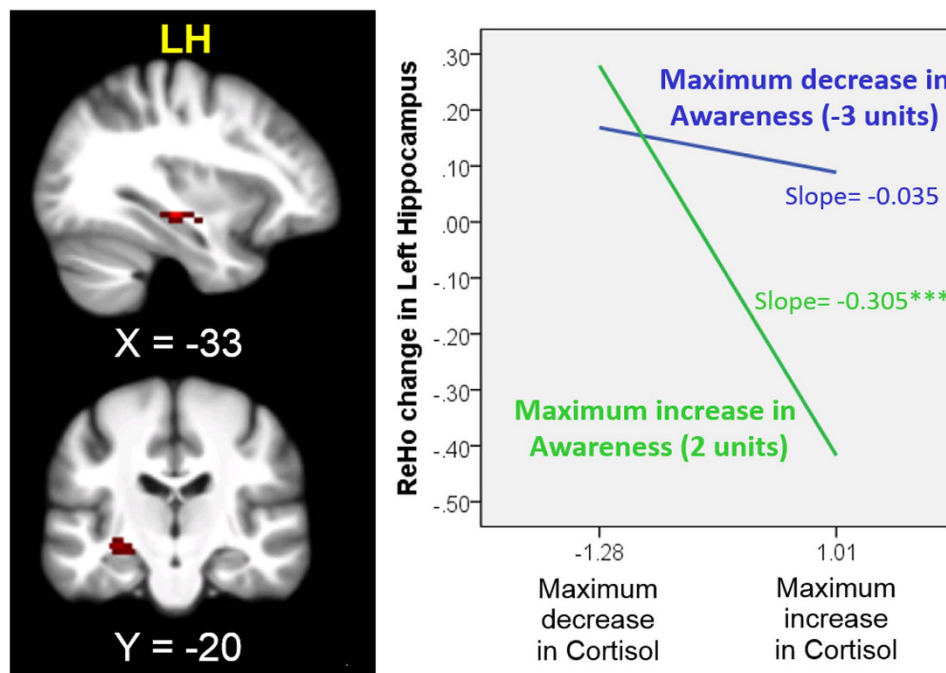 LH
X = -33
Y = -20
ReHo change in Left Hippocampus
.30
.20
.10
.00
-.10
-.20
-.30
-.40
-.50
Maximum decrease in
Awareness (-3 units)
Slope= -0.035
Slope= -0.305***
Maximum increase in
Awareness (2 units)
-1.28
1.01
Maximum
decrease
in Cortisol
Maximum
increase
in Cortisol